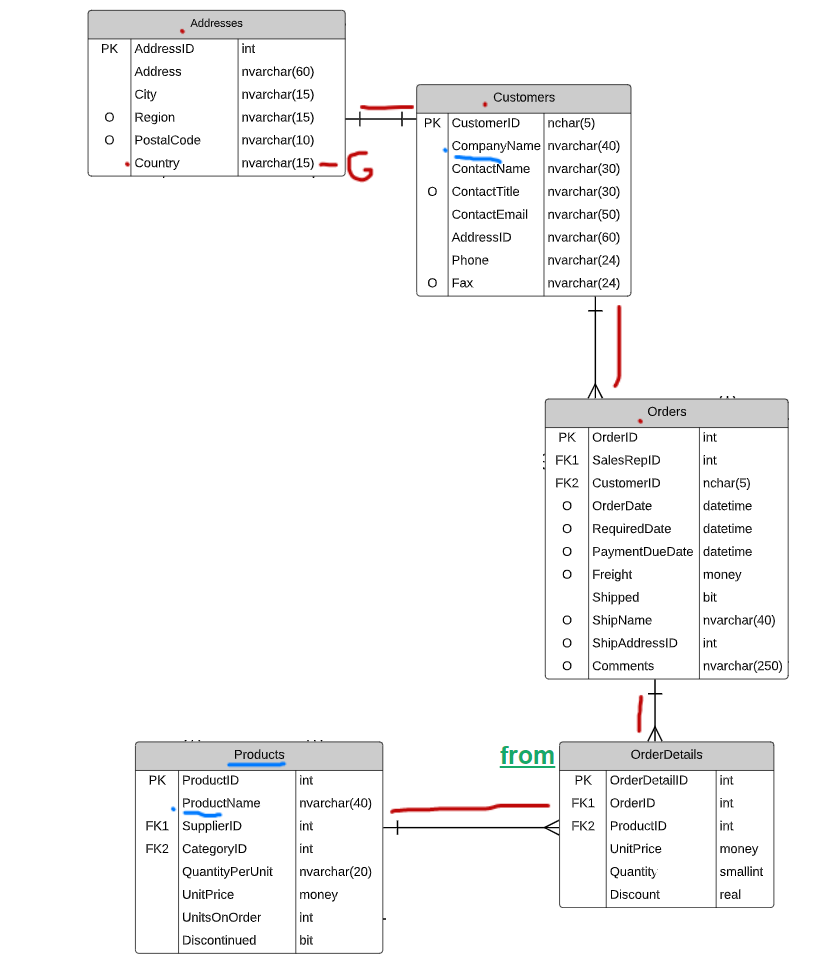 Addresses
PK AddressID int
Address nvarchar(60)
City nvarchar(15)
O Region nvarchar(15)
O PostalCode nvarchar(10)
Country nvarchar(15) G
Customers
PK CustomerID nchar(5)
CompanyName nvarchar(40)
ContactName nvarchar(30)
O ContactTitle nvarchar(30)
ContactEmail nvarchar(50)
AddressID nvarchar(60)
Phone nvarchar(24)
O Fax nvarchar(24)
Orders
PK OrderID int
FK1 SalesRepID int
FK2 CustomerID nchar(5)
O OrderDate datetime
O RequiredDate datetime
O PaymentDueDate datetime
O Freight money
Shipped bit
O ShipName nvarchar(40)
O ShipAddressID int
O Comments nvarchar(250)
Products
PK ProductID int
ProductName nvarchar(40)
FK1 SupplierID int
FK2 CategoryID int
QuantityPerUnit nvarchar(20)
UnitPrice money
UnitsOnOrder int
Discontinued bit
from
OrderDetails
PK OrderDetailID int
FK1 OrderID int
FK2 ProductID int
UnitPrice money
Quantity smallint
Discount real